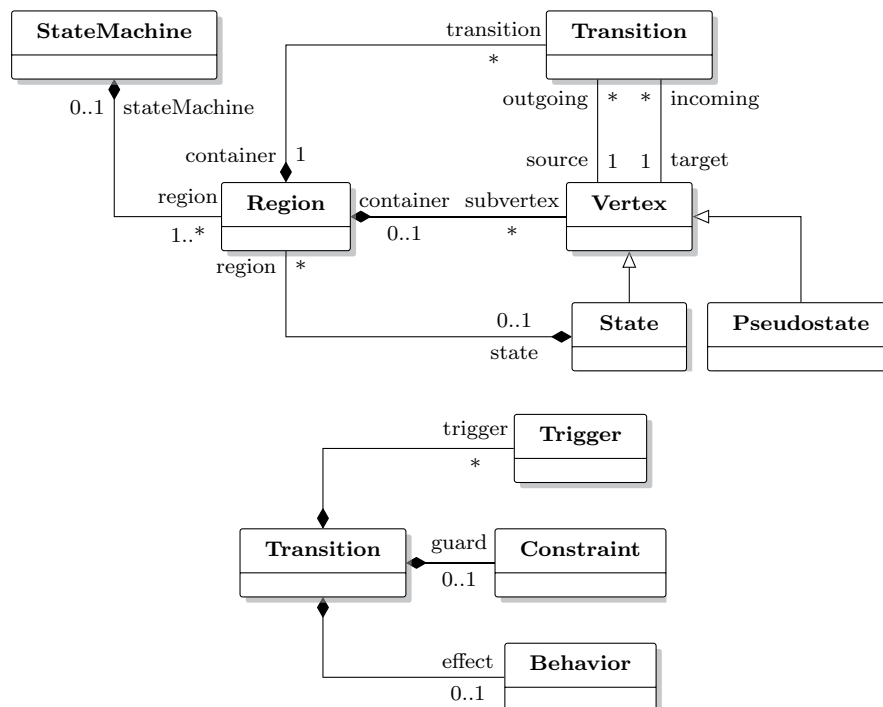 StateMachine
Transition
transition
*
0..1
stateMachine
outgoing
*
*
incoming
container
1
source
1
1
target
region
Region
container
subvertex
Vertex
1..*
0..1
*
region
*
0..1
State
Pseudostate
state
trigger
Trigger
*
Transition
guard
Constraint
0..1
effect
Behavior
0..1